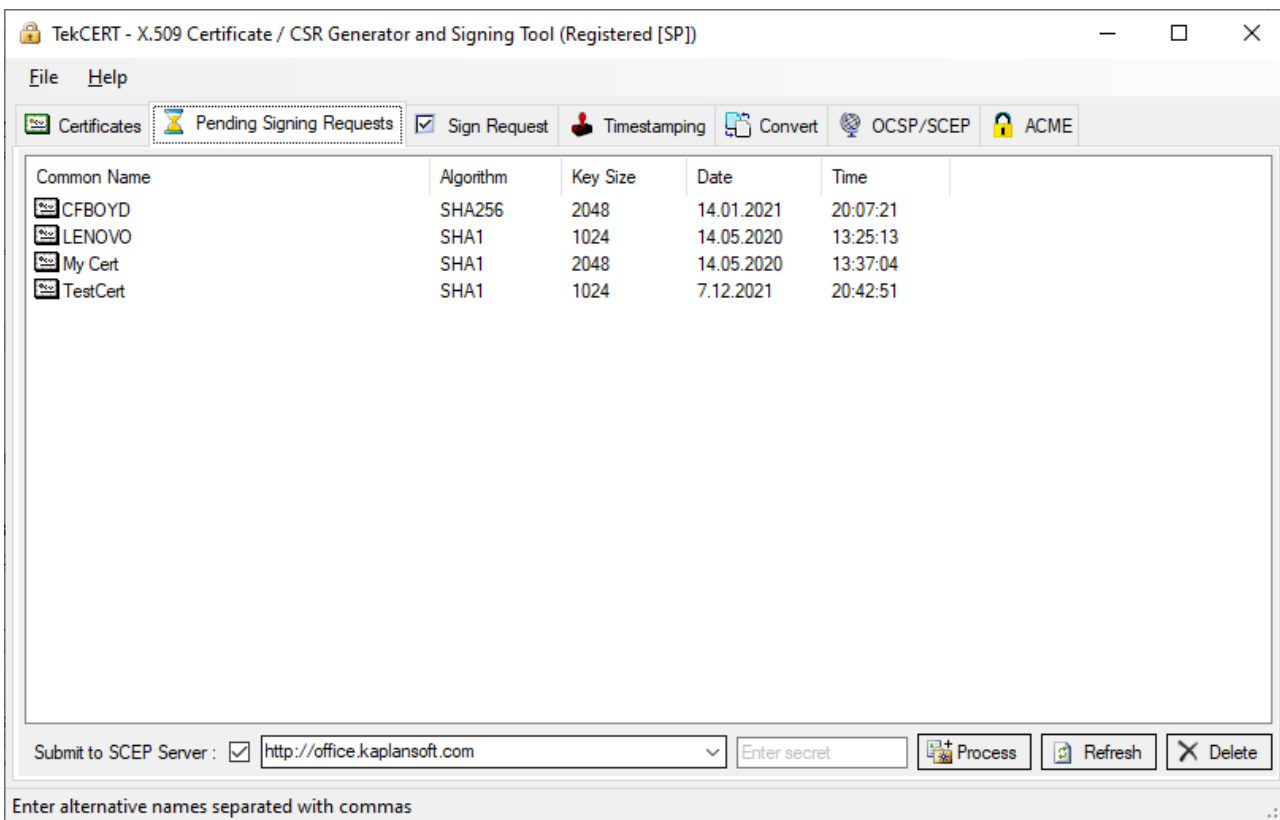 TekCERT - X.509 Certificate / CSR Generator and Signing Tool (Registered [SP])
File Help
Certificates Pending Signing Requests Sign Request Timestamping Convert OCSP/SCEP ACME
Common Name Algorithm Key Size Date Time
CFBOYD SHA256 2048 14.01.2021 20:07:21
LENOVO SHA1 1024 14.05.2020 13:25:13
My Cert SHA1 2048 14.05.2020 13:37:04
TestCert SHA1 1024 7.12.2021 20:42:51
Submit to SCEP Server : http://office.kaplansoft.com Enter secret Process Refresh Delete
Enter alternative names separated with commas